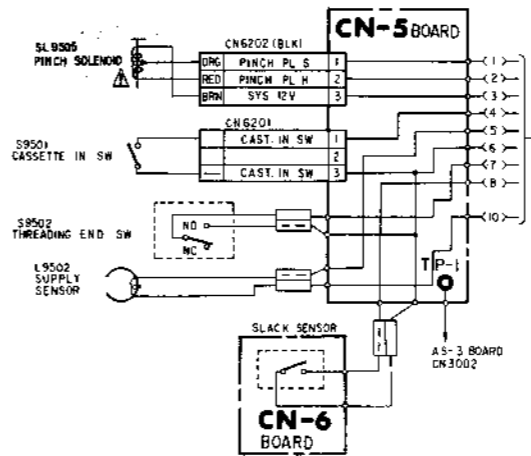 CN-5 BOARD
SL9505
PINCH SOLENOID
CN6202 (BLK)
ORG PINCH PL S 1
RED PINCH PL H 2
BRN SYS 12V 3
CN6201
CAST. IN SW 1
2
CAST. IN SW 3
S9501
CASSETTE IN SW
S9502
THREADING END SW
NO
NC
L9502
SUPPLY
SENSOR
1
2
3
4
5
6
7
8
10
TP-1
AS-3 BOARD
CN3002
SLACK SENSOR
CN-6
BOARD